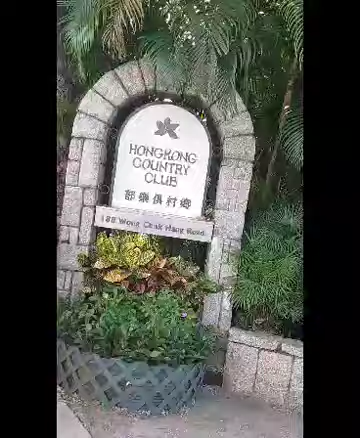 HONGKONG
COUNTRY
CLUB
部樂俱村鄉
188 Wong Chuk Hang Road